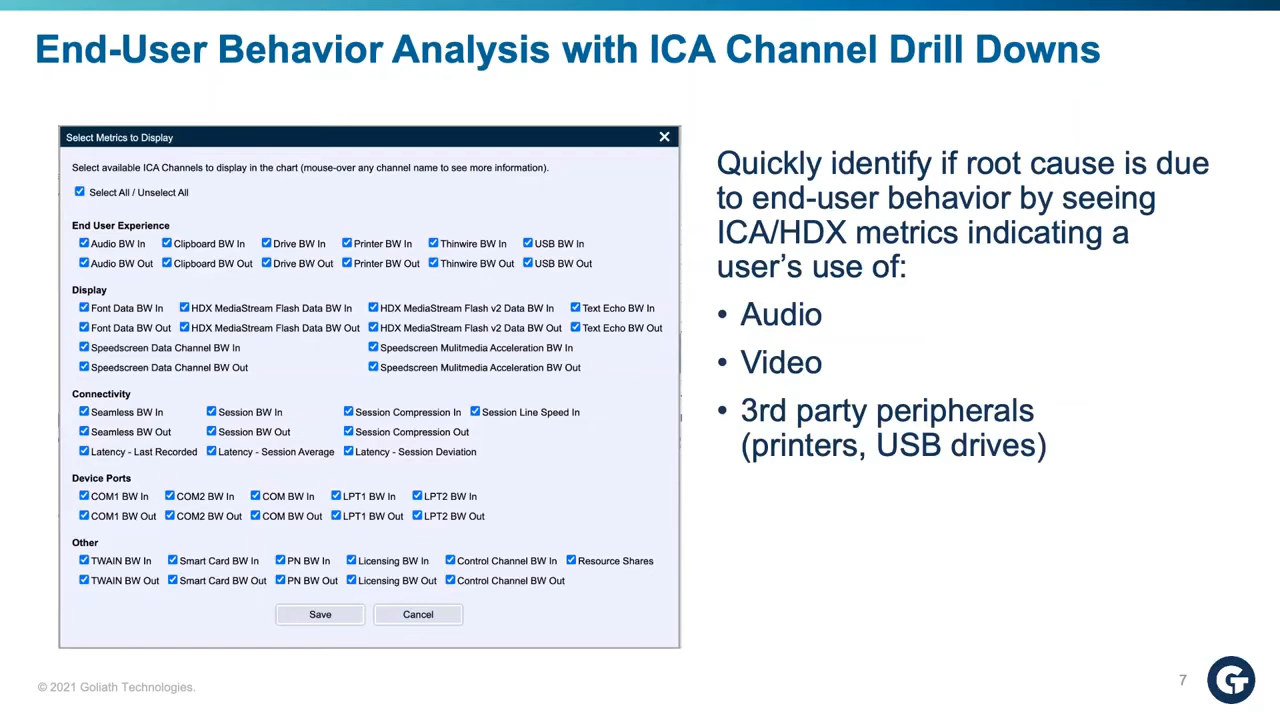 End-User Behavior Analysis with ICA Channel Drill Downs
Select Metrics to Display
Select available ICA Channels to display in the chart (mouse-over any channel name to see more information).
Select All / Unselect All
End User Experience
Audio BW In Clipboard BW In Drive BW In Printer BW In Thinwire BW In USB BW In
Audio BW Out Clipboard BW Out Drive BW Out Printer BW Out Thinwire BW Out USB BW Out
Display
Font Data BW In HDX MediaStream Flash Data BW In HDX MediaStream Flash v2 Data BW In Text Echo BW In
Font Data BW Out HDX MediaStream Flash Data BW Out HDX MediaStream Flash v2 Data BW Out Text Echo BW Out
Speedscreen Data Channel BW In Speedscreen Mulitmedia Acceleration BW In
Speedscreen Data Channel BW Out Speedscreen Mulitmedia Acceleration BW Out
Connectivity
Seamless BW In Session BW In Session Compression In Session Line Speed In
Seamless BW Out Session BW Out Session Compression Out
Latency - Last Recorded Latency - Session Average Latency - Session Deviation
Device Ports
COM1 BW In COM2 BW In COM BW In LPT1 BW In LPT2 BW In
COM1 BW Out COM2 BW Out COM BW Out LPT1 BW Out LPT2 BW Out
Other
TWAIN BW In Smart Card BW In PN BW In Licensing BW In Control Channel BW In Resource Shares
TWAIN BW Out Smart Card BW Out PN BW Out Licensing BW Out Control Channel BW Out
Save Cancel
Quickly identify if root cause is due
to end-user behavior by seeing
ICA/HDX metrics indicating a
user's use of:
• Audio
• Video
• 3rd party peripherals
(printers, USB drives)
© 2021 Goliath Technologies.
7